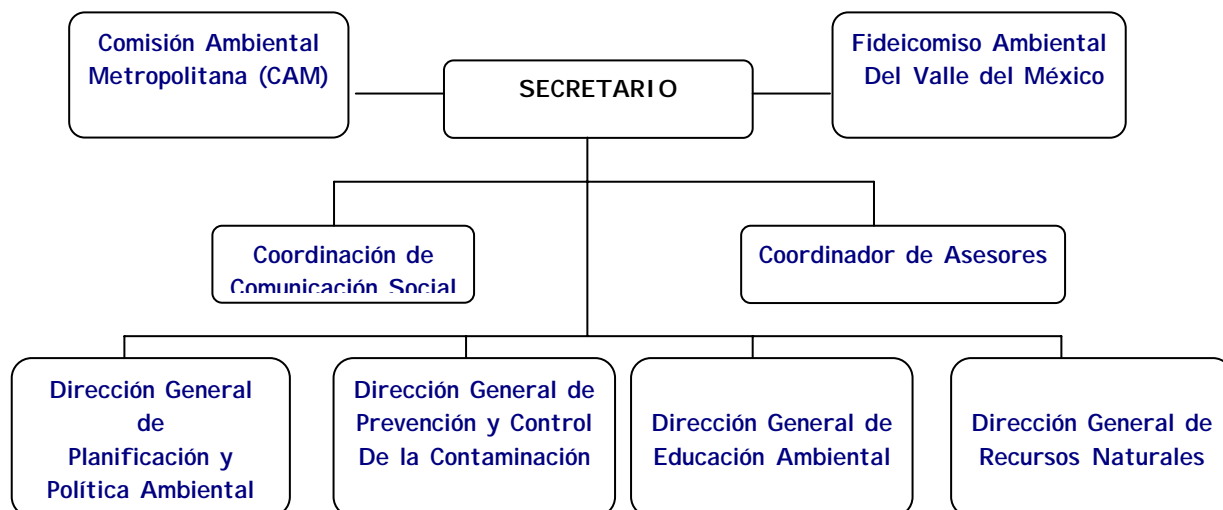 Comisión Ambiental
Metropolitana (CAM)
SECRETARIO
Fideicomiso Ambiental
Del Valle del México
Coordinación de
Comunicación Social
Coordinador de Asesores
Dirección General
de
Planificación y
Política Ambiental
Dirección General de
Prevención y Control
De la Contaminación
Dirección General de
Educación Ambiental
Dirección General de
Recursos Naturales